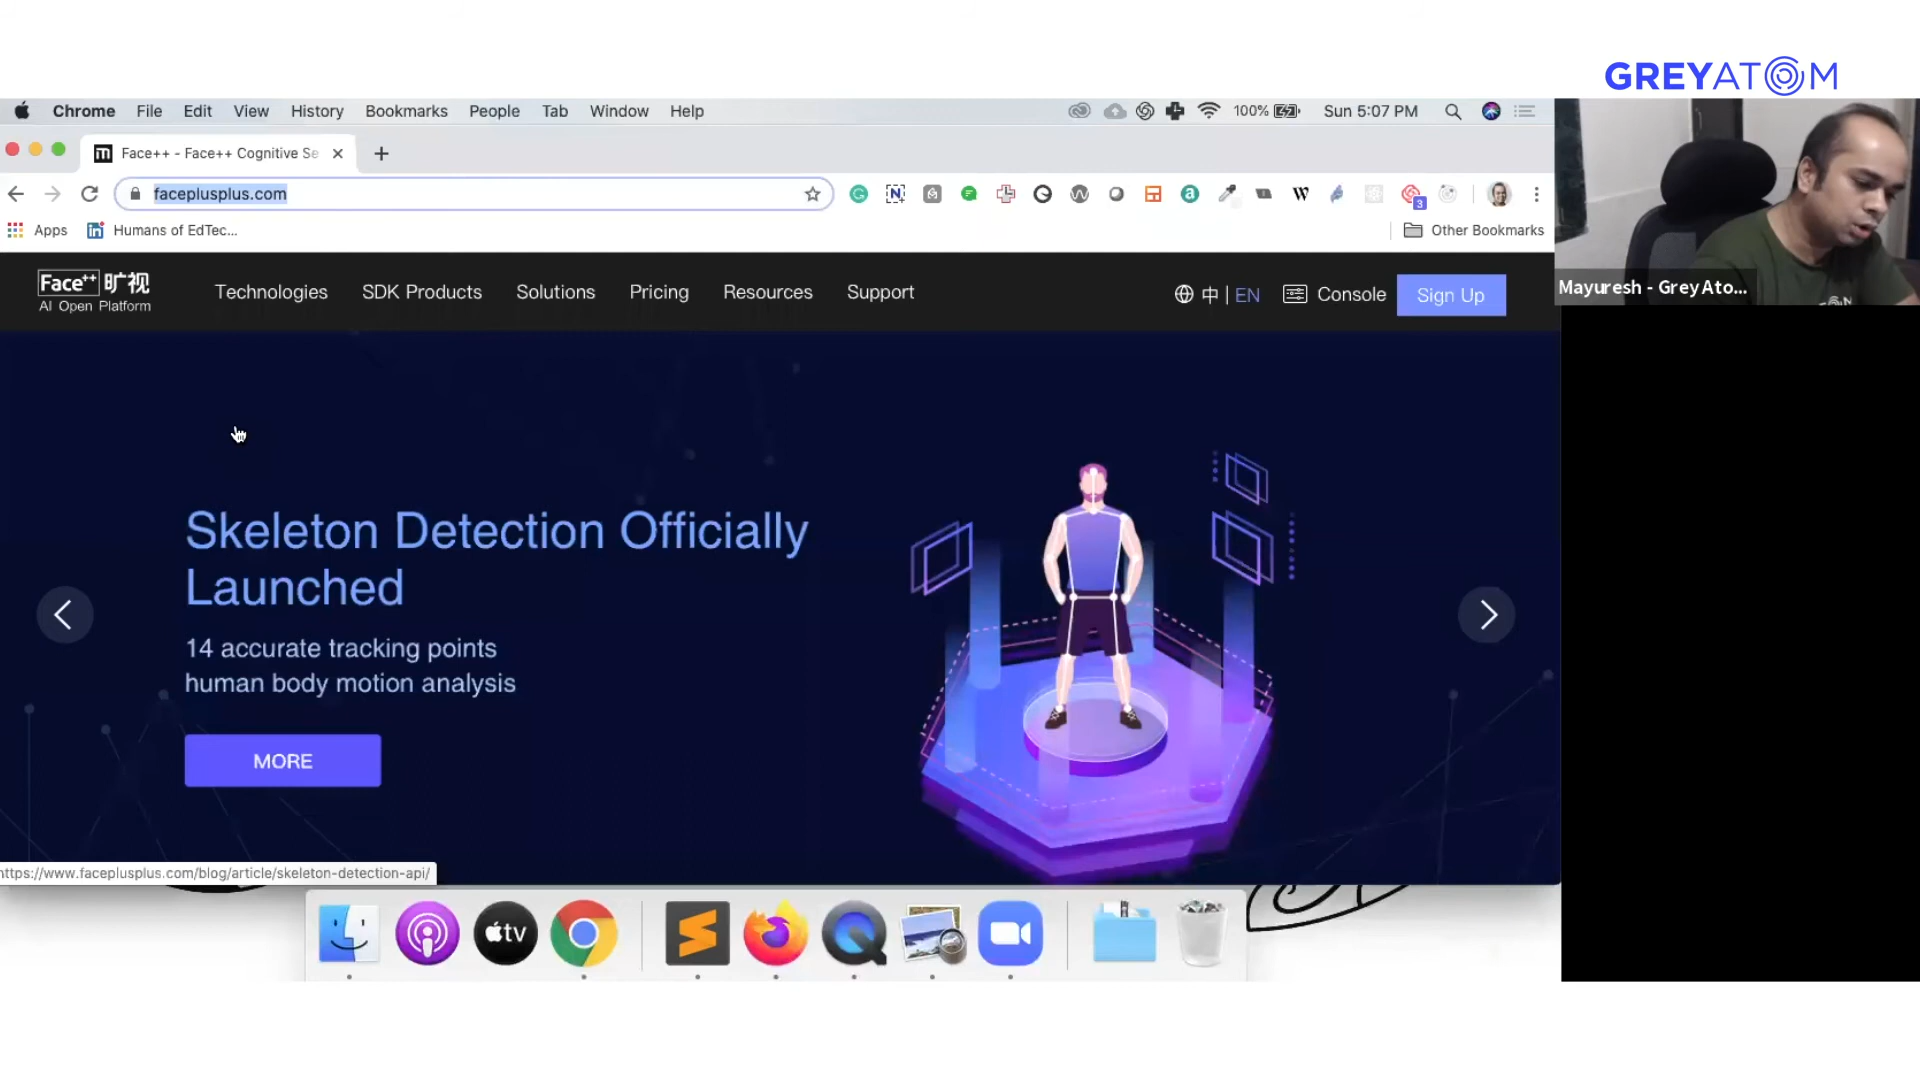 GREYATOM
Chrome File Edit View History Bookmarks People Tab Window Help 100% Sun 5:07 PM
Face++ - Face++ Cognitive Se
faceplusplus.com
3
Apps Humans of EdTec... Other Bookmarks
Face++ 旷视
AI Open Platform
Technologies SDK Products Solutions Pricing Resources Support 中 | EN Console Sign Up
Mayuresh - Grey Ato...
Skeleton Detection Officially
Launched
14 accurate tracking points
human body motion analysis
MORE
https://www.faceplusplus.com/blog/article/skeleton-detection-api/
tv